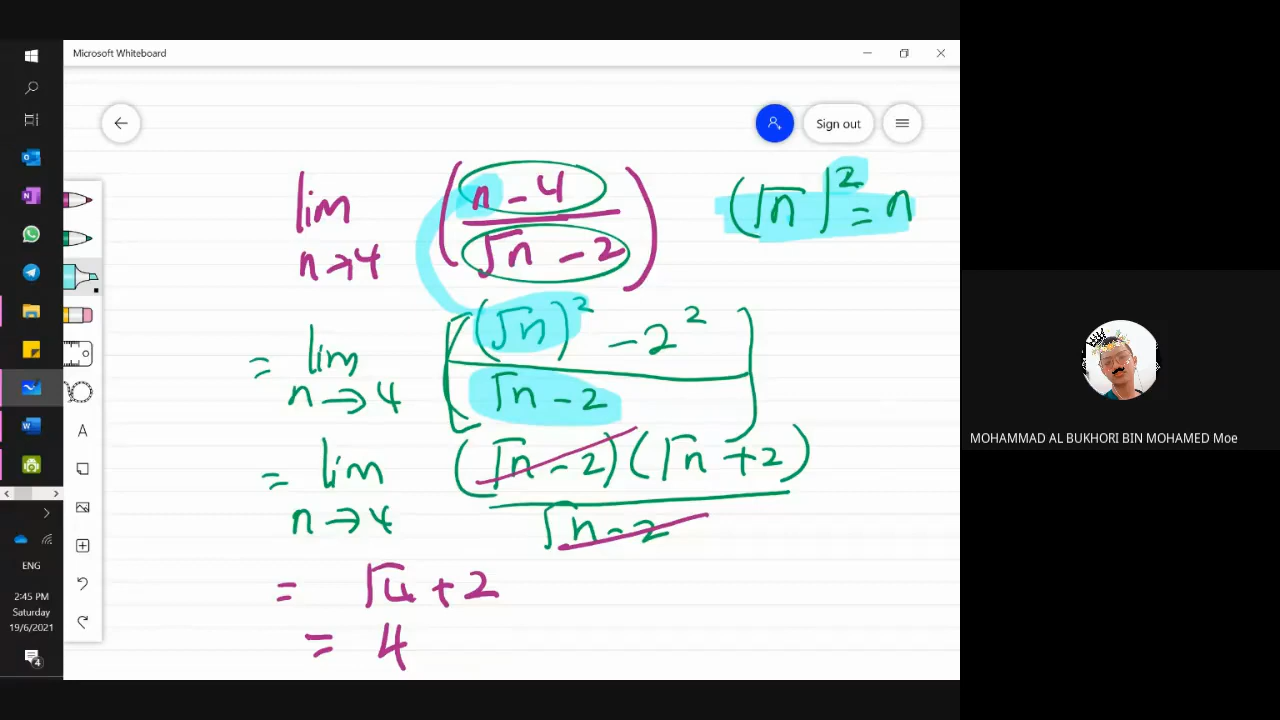 Microsoft Whiteboard
Sign out
lim n→4 (n - 4 / √n - 2) (√n)² = n
= lim n→4 [(√n)² - 2² / √n - 2]
= lim n→4 (√n - 2)(√n + 2) / √n - 2
= √4 + 2
= 4
MOHAMMAD AL BUKHORI BIN MOHAMED Moe
A
ENG
2:45 PM
Saturday
19/6/2021
4